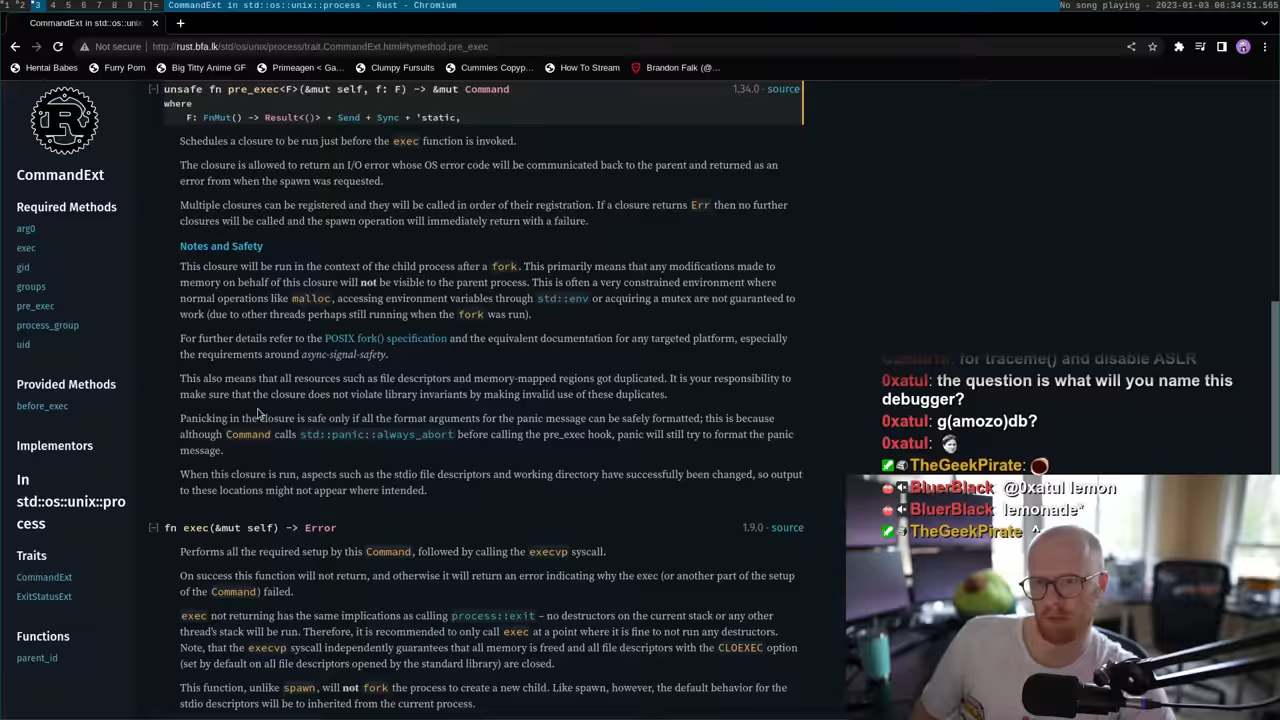 1 2 3 4 5 6 7 8 9 []= CommandExt in std::os::unix::process - Rust - Chromium No song playing - 2023-01-03 08:34:51.565
CommandExt in std::os::unix
Not secure http://rust.bfa.lk/std/os/unix/process/trait.CommandExt.html#tymethod.pre_exec
Hentai Babes Furry Porn Big Titty Anime GF Primeagen < Ga… Clumpy Fursuits Cummies Copyp… How To Stream Brandon Falk (@…
CommandExt
Required Methods
arg0
exec
gid
groups
pre_exec
process_group
uid
Provided Methods
before_exec
Implementors
In
std::os::unix::pro
cess
Traits
CommandExt
ExitStatusExt
Functions
parent_id
[-] unsafe fn pre_exec<F>(&mut self, f: F) -> &mut Command 1.34.0 · source
where
F: FnMut() -> Result<()> + Send + Sync + 'static,
Schedules a closure to be run just before the exec function is invoked.
The closure is allowed to return an I/O error whose OS error code will be communicated back to the parent and returned as an
error from when the spawn was requested.
Multiple closures can be registered and they will be called in order of their registration. If a closure returns Err then no further
closures will be called and the spawn operation will immediately return with a failure.
Notes and Safety
This closure will be run in the context of the child process after a fork. This primarily means that any modifications made to
memory on behalf of this closure will not be visible to the parent process. This is often a very constrained environment where
normal operations like malloc, accessing environment variables through std::env or acquiring a mutex are not guaranteed to
work (due to other threads perhaps still running when the fork was run).
For further details refer to the POSIX fork() specification and the equivalent documentation for any targeted platform, especially
the requirements around async-signal-safety.
This also means that all resources such as file descriptors and memory-mapped regions got duplicated. It is your responsibility to
make sure that the closure does not violate library invariants by making invalid use of these duplicates.
Panicking in the closure is safe only if all the format arguments for the panic message can be safely formatted; this is because
although Command calls std::panic::always_abort before calling the pre_exec hook, panic will still try to format the panic
message.
When this closure is run, aspects such as the stdio file descriptors and working directory have successfully been changed, so output
to these locations might not appear where intended.
[-] fn exec(&mut self) -> Error 1.9.0 · source
Performs all the required setup by this Command, followed by calling the execvp syscall.
On success this function will not return, and otherwise it will return an error indicating why the exec (or another part of the setup
of the Command) failed.
exec not returning has the same implications as calling process::exit – no destructors on the current stack or any other
thread's stack will be run. Therefore, it is recommended to only call exec at a point where it is fine to not run any destructors.
Note, that the execvp syscall independently guarantees that all memory is freed and all file descriptors with the CLOEXEC option
(set by default on all file descriptors opened by the standard library) are closed.
This function, unlike spawn, will not fork the process to create a new child. Like spawn, however, the default behavior for the
stdio descriptors will be to inherited from the current process.
for traceme() and disable ASLR
0xatul: the question is what will you name this
debugger?
0xatul: g(amozo)db?
0xatul:
TheGeekPirate:
BluerBlack @0xatul lemon
BluerBlack lemonade*
TheGeekPirate ^